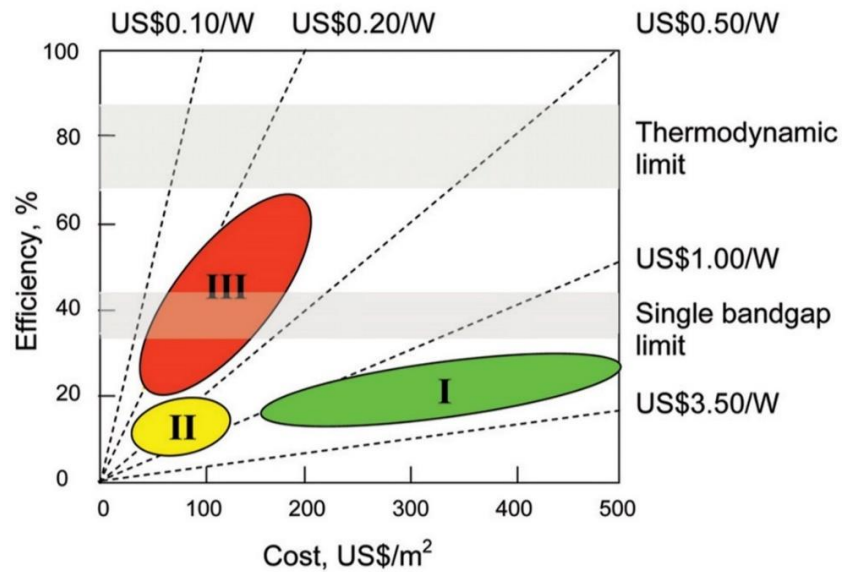 US$0.10/W US$0.20/W US$0.50/W
100
80
Thermodynamic
limit
60
US$1.00/W
III
40
Single bandgap
limit
I
20
US$3.50/W
II
0
0 100 200 300 400 500
Efficiency, %
Cost, US$/m²